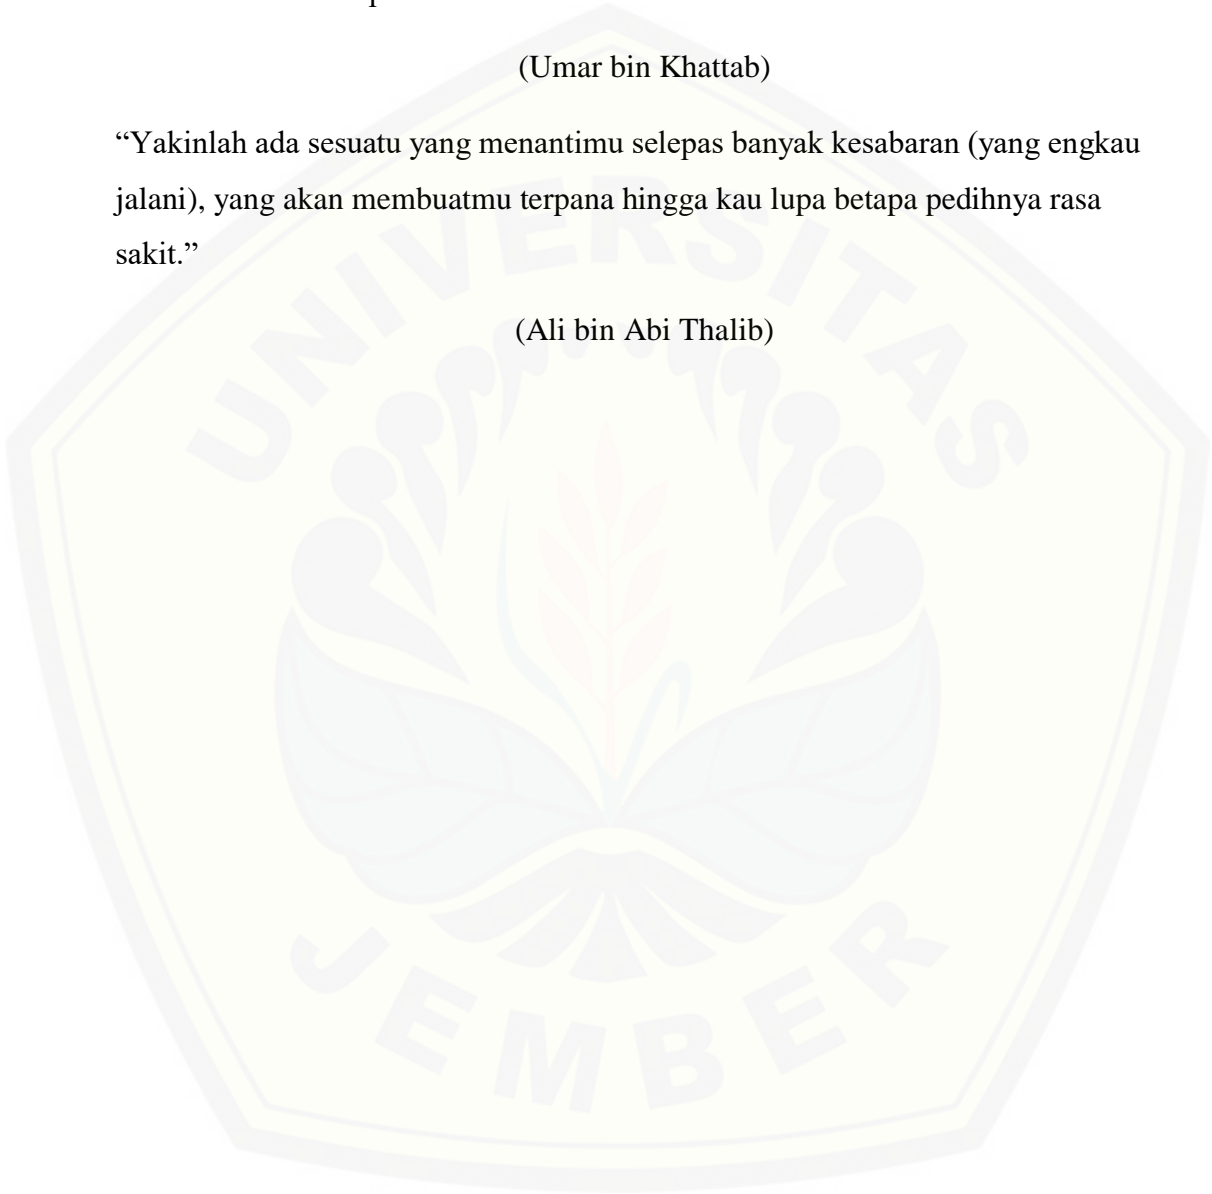 (Umar bin Khattab)
“Yakinlah ada sesuatu yang menantimu selepas banyak kesabaran (yang engkau
jalani), yang akan membuatmu terpana hingga kau lupa betapa pedihnya rasa
sakit.”
(Ali bin Abi Thalib)
UNIVERSITAS
JEMBER